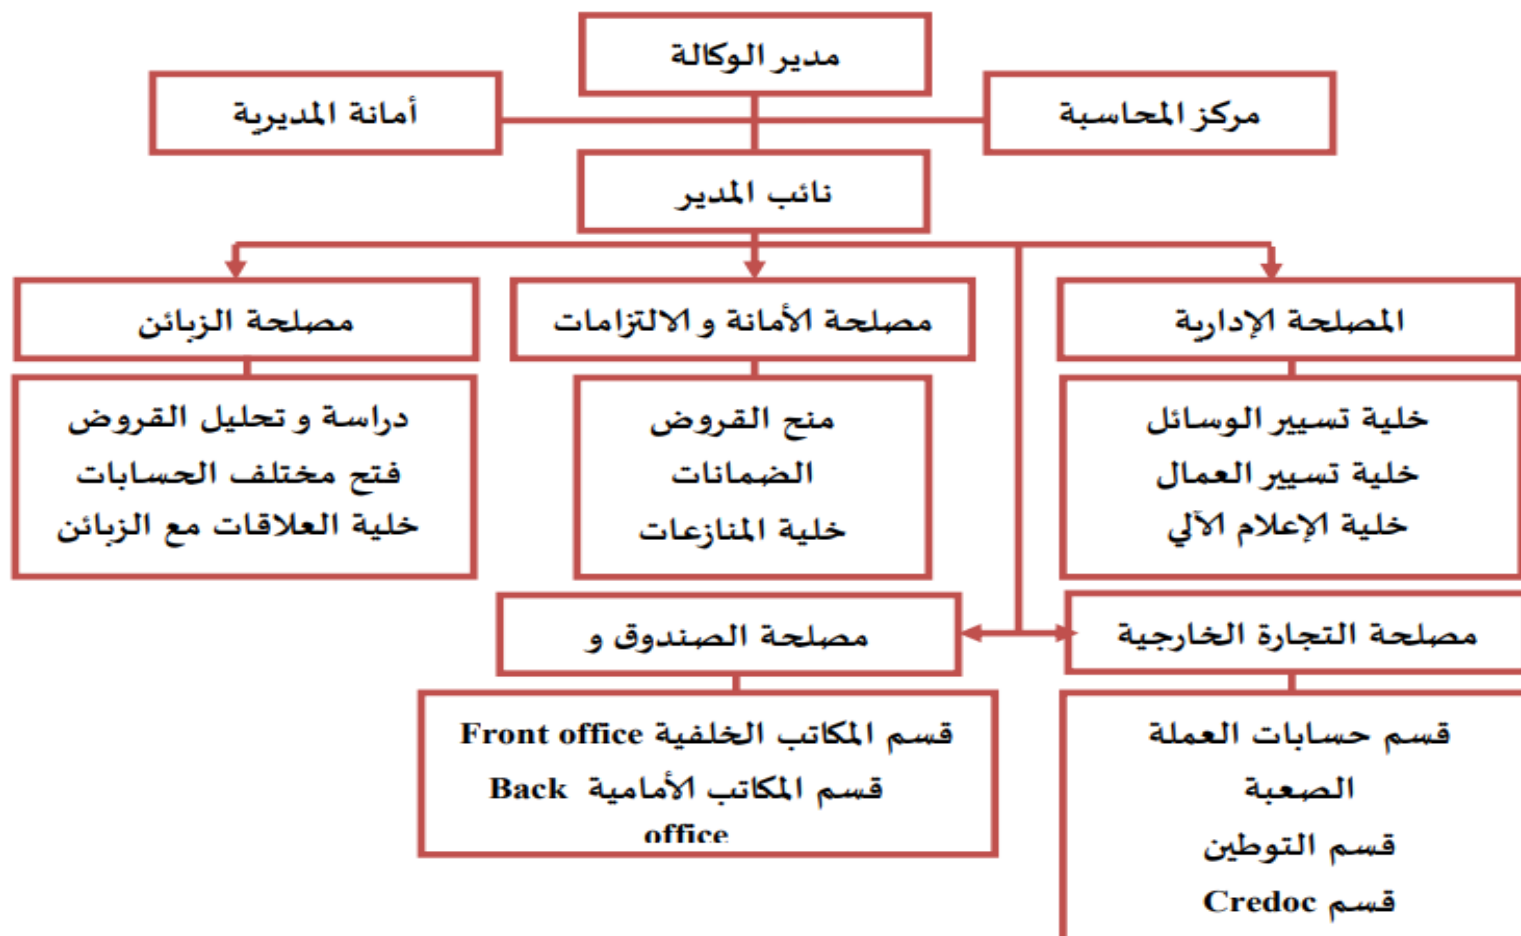 مدير الوكالة
مركز المحاسبة
أمانة المديرية
نائب المدير
المصلحة الإدارية
مصلحة الأمانة و الالتزامات
مصلحة الزبائن
خلية تسيير الوسائل
خلية تسيير العمال
خلية الإعلام الآلي
منح القروض
الضمانات
خلية المنازعات
دراسة و تحليل القروض
فتح مختلف الحسابات
خلية العلاقات مع الزبائن
مصلحة التجارة الخارجية
مصلحة الصندوق و
قسم حسابات العملة
الصعبة
قسم التوطين
قسم Credoc
قسم المكاتب الخلفية Front office
قسم المكاتب الأمامية Back
office